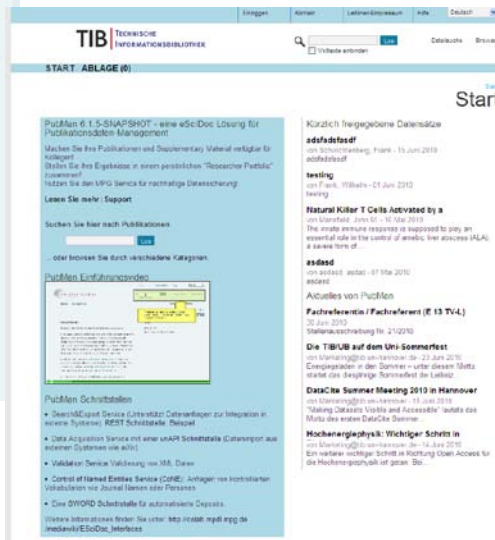 Einloggen Kontakt Leitlinien&Impressum Hilfe Deutsch
TIB TECHNISCHE
INFORMATIONSBIBLIOTHEK
Los
Volltexte einbinden
Detailsuche Browse
START ABLAGE (0)
Start
PubMan 6.1.5-SNAPSHOT - eine eSciDoc Lösung für
Publikationsdaten-Management
Machen Sie Ihre Publikationen und Supplementary Material verfügbar für
Kollegen!
Stellen Sie Ihre Ergebnisse in einem persönlichen "Researcher Portfolio"
zusammen!
Nutzen Sie den MPG Service für nachhaltige Datensicherung!
Lesen Sie mehr | Support
Suchen Sie hier nach Publikationen
Los
... oder browsen Sie durch verschiedene Kategorien.
PubMan Einführungsvideo
PubMan Schnittstellen
• Search&Export Service (Unterstützt Datenanfragen zur Integration in
externe Systeme). REST Schnittstelle Beispiel
• Data Acquisition Service mit einer unAPI Schnittstelle (Datenimport aus
externen Systemen wie arXiv).
• Validation Service Validierung von XML Daten
• Control of Named Entities Service (CoNE): Anfragen von kontrollierten
Vokabularien wie Journal Namen oder Personen.
• Eine SWORD Schnittstelle für automatisierte Deposits.
Weitere Informationen finden Sie unter: http://colab.mpdl.mpg.de
/mediawiki/ESciDoc_Interfaces
Kürzlich freigegebene Datensätze
adsfadsfasdf
Frank - 15 Juni 2010
adsfadsfasdf
testing
von Frank, Wilhelm - 01 Juni 2010
testing
Natural Killer T Cells Activated by a
von Mansfield, John M. - 10 Mai 2010
The innate immune response is supposed to play an
essential role in the control of amebic liver abscess (ALA),
a severe form of...
asdasd
von asdasd, asdas - 07 Mai 2010
asdasd
Aktuelles von PubMan
Fachreferentin / Fachreferent (E 13 TV-L)
30 Juni 2010
Stellenausschreibung Nr. 21/2010
Die TIB/UB auf dem Uni-Sommerfest
von Marketing@tib.uni-hannover.de - 23 Juni 2010
Energiegeladen in den Sommer – unter diesem Motto
startet das diesjährige Sommerfest der Leibniz...
DataCite Summer Meeting 2010 in Hannover
von Marketing@tib.uni-hannover.de - 15 Juni 2010
"Making Datasets Visible and Accessible" lautete das
Motto des ersten DataCite Summer...
Hochenergiephysik: Wichtiger Schritt in
von Marketing@tib.uni-hannover.de - 14 Juni 2010
Ein weiterer wichtiger Schritt in Richtung Open Access für
die Hochenergiephysik ist getan. Bei...